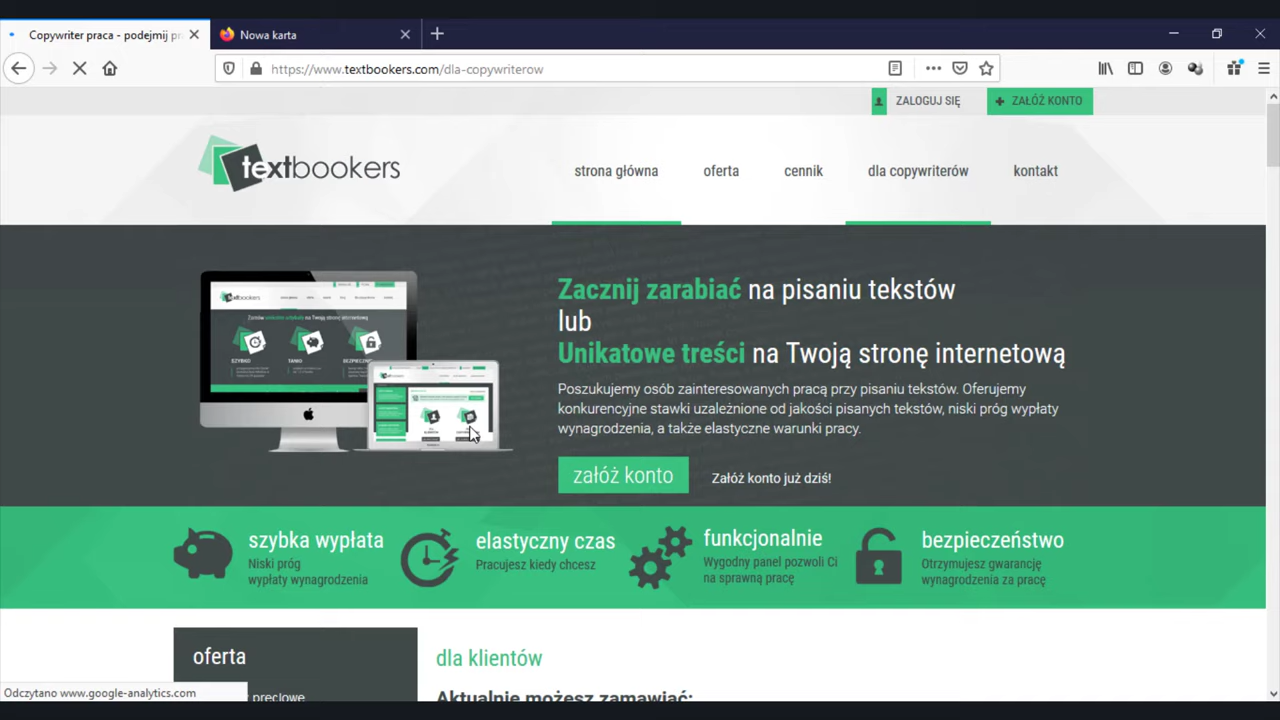 Copywriter praca - podejmij pr
Nowa karta
https://www.textbookers.com/dla-copywriterow
ZALOGUJ SIĘ
ZAŁÓŻ KONTO
textbookers
strona główna
oferta
cennik
dla copywriterów
kontakt
Zacznij zarabiać na pisaniu tekstów
lub
Unikatowe treści na Twoją stronę internetową
Poszukujemy osób zainteresowanych pracą przy pisaniu tekstów. Oferujemy
konkurencyjne stawki uzależnione od jakości pisanych tekstów, niski próg wypłaty
wynagrodzenia, a także elastyczne warunki pracy.
załóż konto
Załóż konto już dziś!
szybka wypłata
Niski próg
wypłaty wynagrodzenia
elastyczny czas
Pracujesz kiedy chcesz
funkcjonalnie
Wygodny panel pozwoli Ci
na sprawną pracę
bezpieczeństwo
Otrzymujesz gwarancję
wynagrodzenia za pracę
oferta
preclowe
dla klientów
Aktualnie możesz zamawiać:
Odczytano www.google-analytics.com